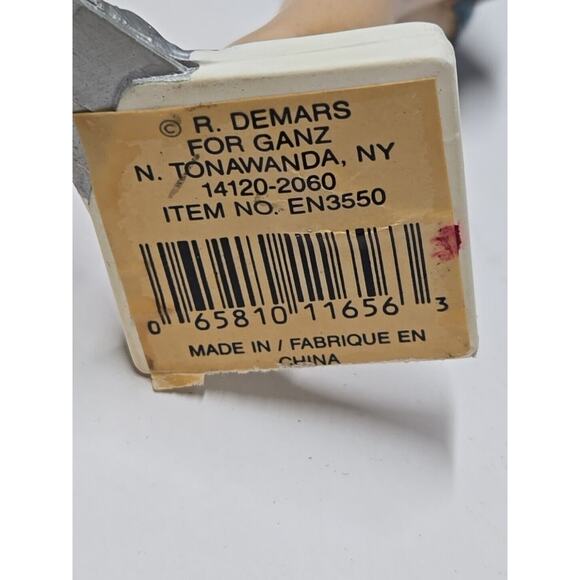 © R. DEMARS
FOR GANZ
N. TONAWANDA, NY
14120-2060
ITEM NO. EN3550
0 65810 11656 3
MADE IN / FABRIQUE EN
CHINA